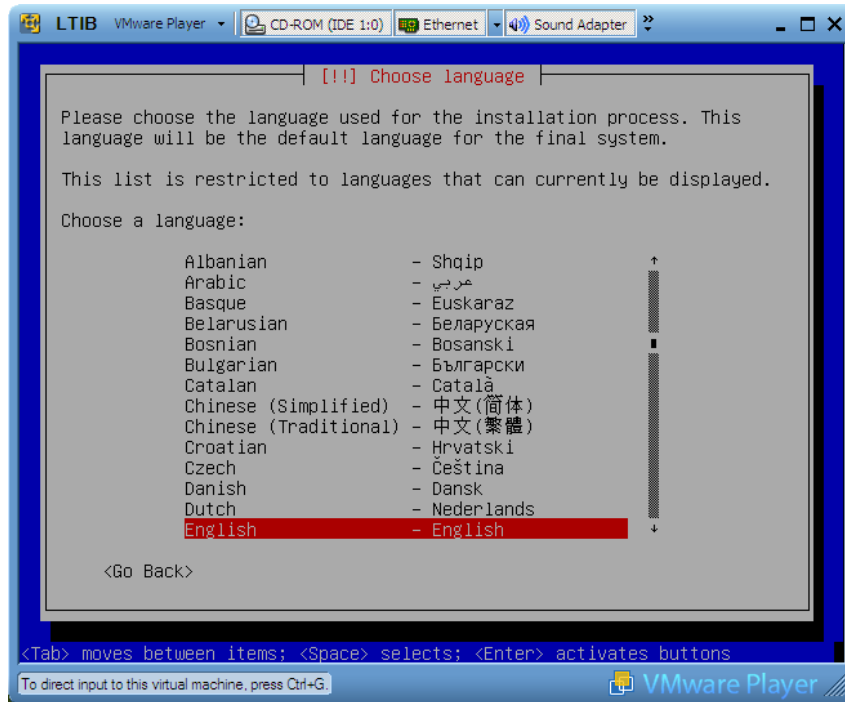 LTIB VMware Player CD-ROM (IDE 1:0) Ethernet Sound Adapter
[!!] Choose language
Please choose the language used for the installation process. This
language will be the default language for the final system.
This list is restricted to languages that can currently be displayed.
Choose a language:
Albanian - Shqip
Arabic - عربي
Basque - Euskaraz
Belarusian - Беларуская
Bosnian - Bosanski
Bulgarian - Български
Catalan - Català
Chinese (Simplified) - 中文(简体)
Chinese (Traditional) - 中文(繁體)
Croatian - Hrvatski
Czech - Čeština
Danish - Dansk
Dutch - Nederlands
English - English
<Go Back>
<Tab> moves between items; <Space> selects; <Enter> activates buttons
To direct input to this virtual machine, press Ctrl+G. VMware Player